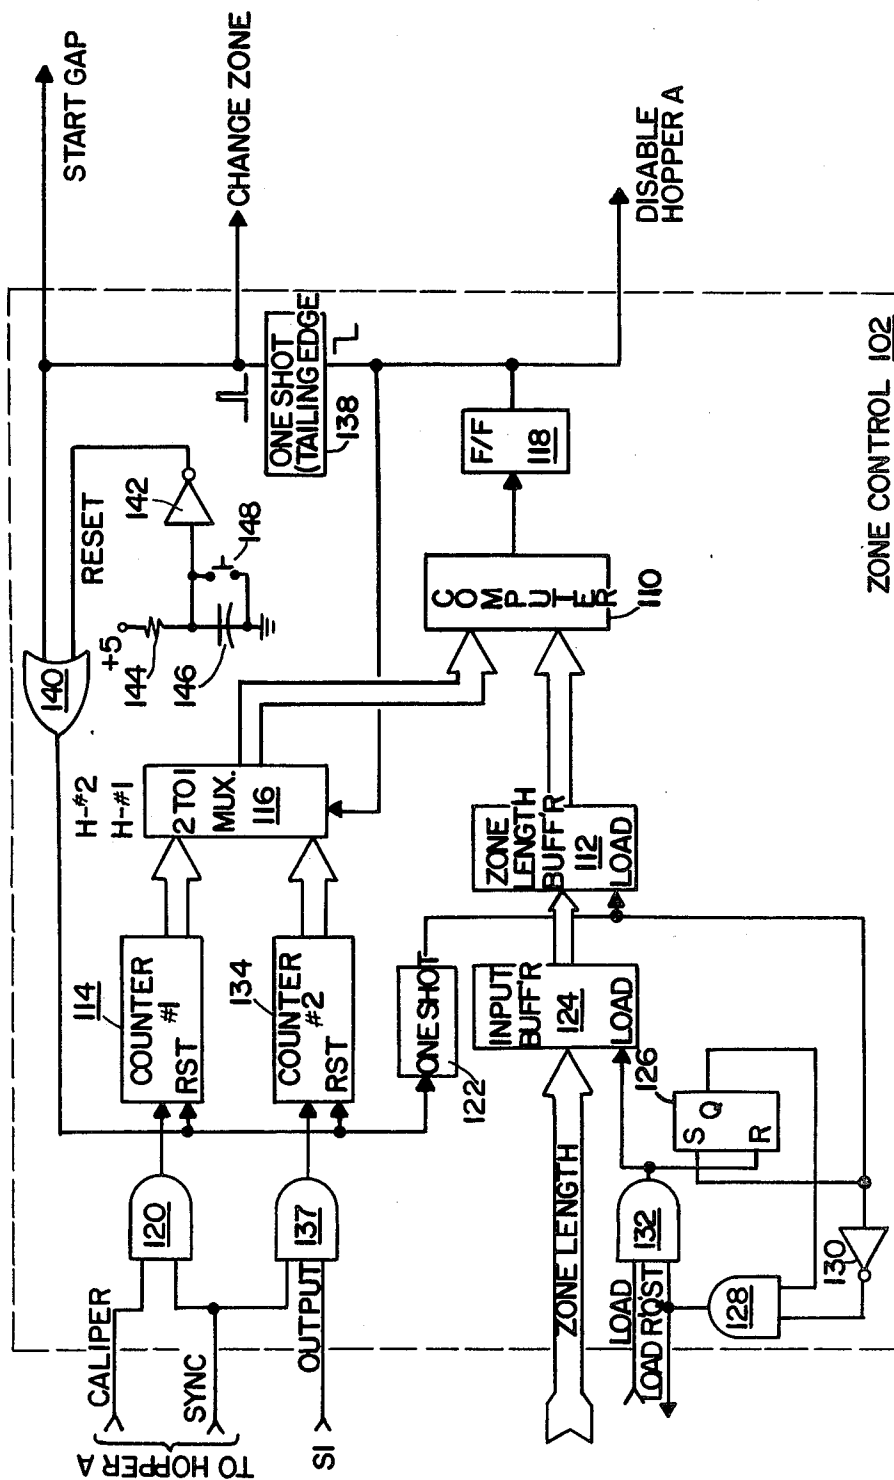 TO HOPPER A
CALIPER
SYNC
SI
OUTPUT
120
137
114
COUNTER
#1
RST
134
COUNTER
#2
RST
H-#2
H-#1
2 TO 1
MUX.
116
140
RESET
+5
144
146
142
148
START GAP
CHANGE ZONE
ONE SHOT
(TAILING EDGE
138
DISABLE
HOPPER A
F/F
118
COMPUTER
110
ZONE
LENGTH
BUFF'R
112
LOAD
ONE SHOT
122
INPUT
BUFF'R
124
LOAD
126
S
Q
R
ZONE LENGTH
LOAD
LOAD RQ'ST
132
128
130
ZONE CONTROL 102